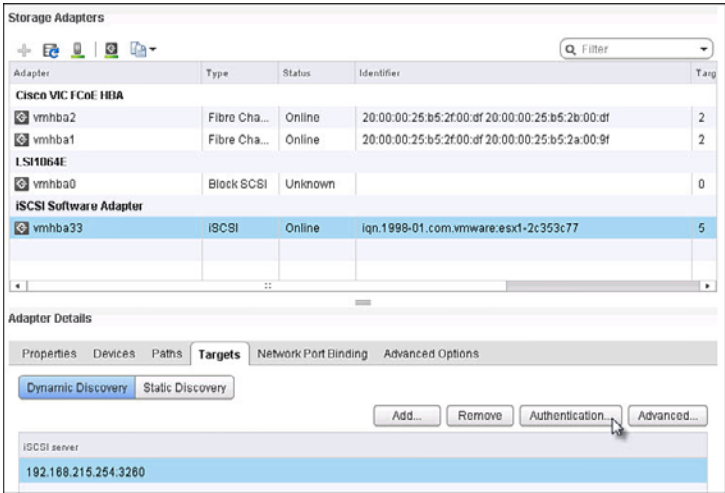 Storage Adapters
Filter
Adapter Type Status Identifier Targ
Cisco VIC FCoE HBA
vmhba2 Fibre Cha... Online 20:00:00:25:b5:2f:00:df 20:00:00:25:b5:2b:00:df 2
vmhba1 Fibre Cha... Online 20:00:00:25:b5:2f:00:df 20:00:00:25:b5:2a:00:9f 2
LSI1064E
vmhba0 Block SCSI Unknown 0
iSCSI Software Adapter
vmhba33 iSCSI Online iqn.1998-01.com.vmware:esx1-2c353c77 5
Adapter Details
Properties Devices Paths Targets Network Port Binding Advanced Options
Dynamic Discovery Static Discovery
Add... Remove Authentication... Advanced...
iSCSI server
192.168.215.254:3260